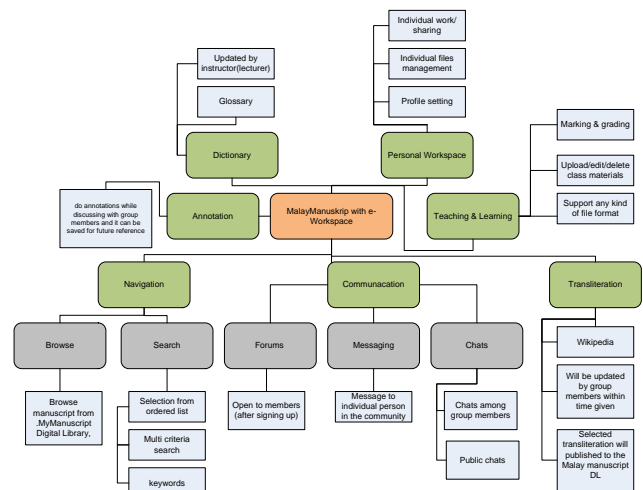 Individual work/
sharing
Individual files
management
Profile setting
Personal Workspace
Updated by
instructor(lecturer)
Glossary
Dictionary
Marking & grading
Upload/edit/delete
class materials
Support any kind
of file format
Teaching & Learning
do annotations while
discussing with group
members and it can be
saved for future reference
Annotation
MalayManuskrip with e-
Workspace
Navigation
Communacation
Transliteration
Browse
Search
Forums
Messaging
Chats
Browse
manuscript from
.MyManuscript
Digital Library,
Selection from
ordered list
Multi criteria
search
keywords
Open to members
(after signing up)
Message to
individual person
in the community
Chats among
group members
Public chats
Wikipedia
Will be updated
by group
members within
time given
Selected
transliteration will
published to the
Malay manuscript
DL